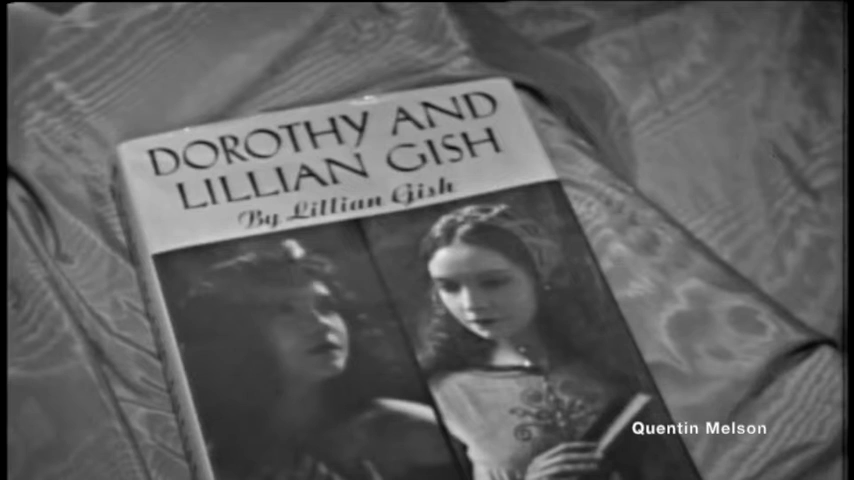 DOROTHY AND
LILLIAN GISH
By Lillian Gish
Quentin Melson